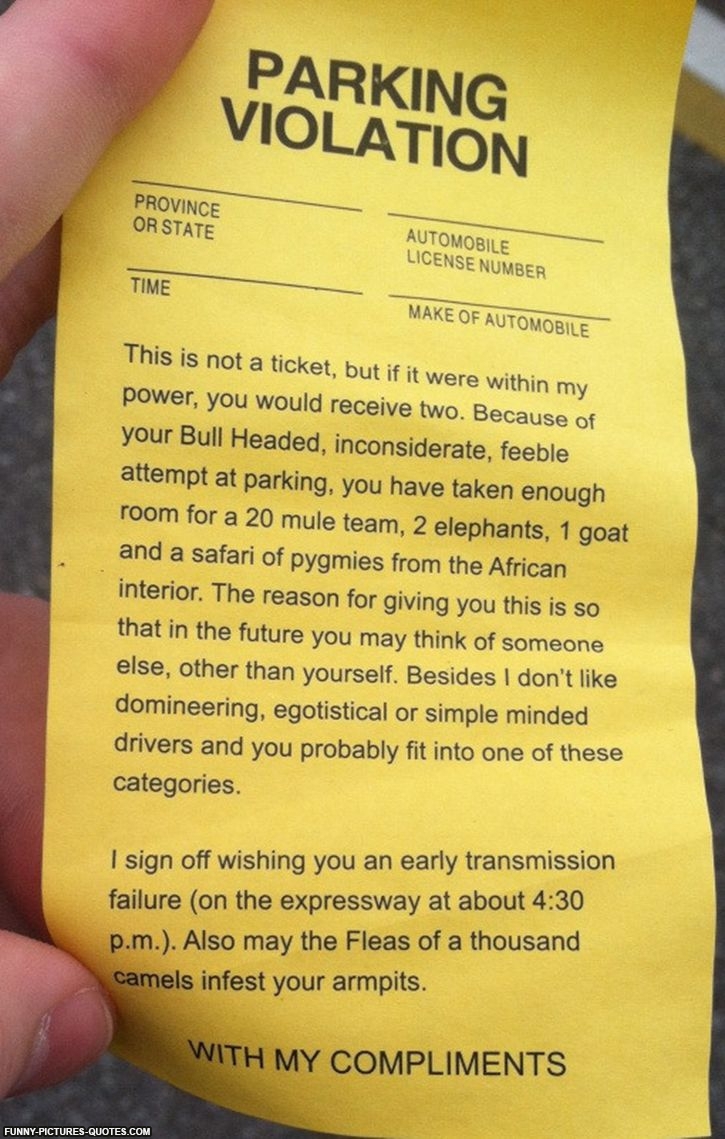 PARKING
VIOLATION
PROVINCE
OR STATE
AUTOMOBILE
LICENSE NUMBER
TIME
MAKE OF AUTOMOBILE
This is not a ticket, but if it were within my
power, you would receive two. Because of
your Bull Headed, inconsiderate, feeble
attempt at parking, you have taken enough
room for a 20 mule team, 2 elephants, 1 goat
and a safari of pygmies from the African
interior. The reason for giving you this is so
that in the future you may think of someone
else, other than yourself. Besides I don't like
domineering, egotistical or simple minded
drivers and you probably fit into one of these
categories.
I sign off wishing you an early transmission
failure (on the expressway at about 4:30
p.m.). Also may the Fleas of a thousand
camels infest your armpits.
WITH MY COMPLIMENTS
FUNNY-PICTURES-QUOTES.COM